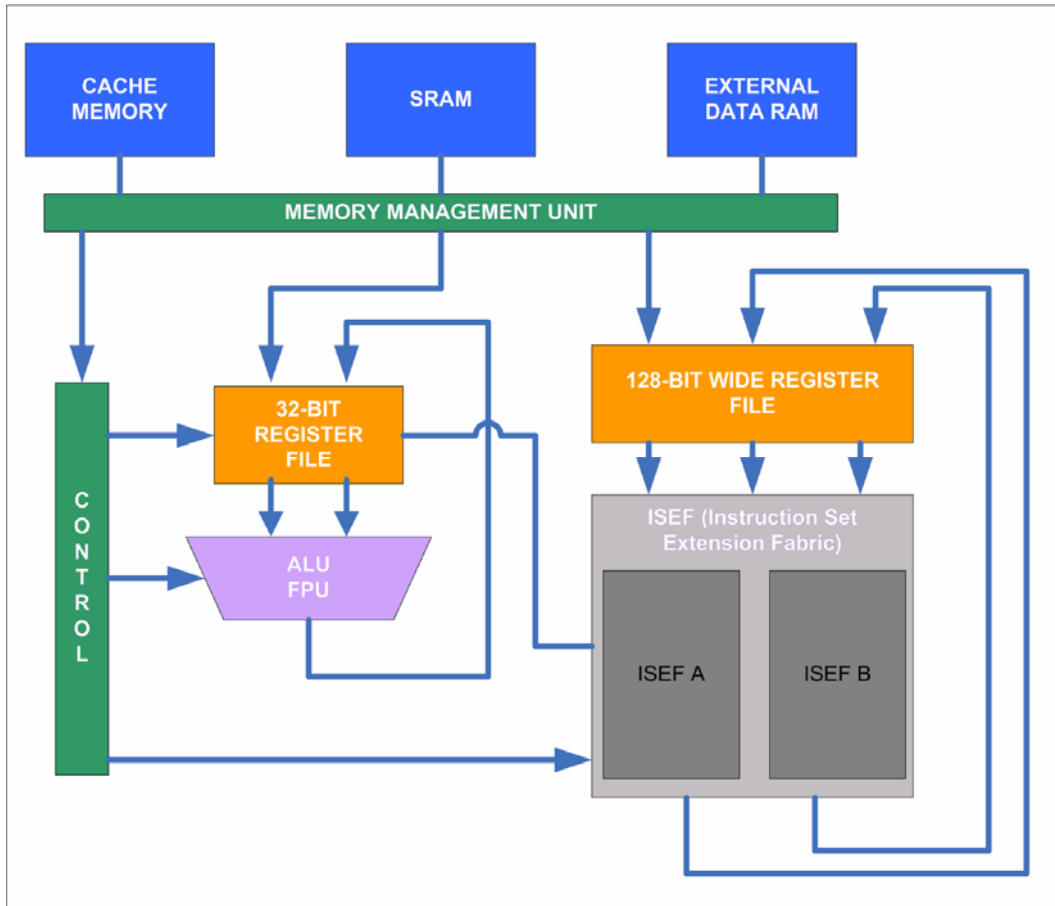 CACHE
MEMORY
SRAM
EXTERNAL
DATA RAM
MEMORY MANAGEMENT UNIT
32-BIT
REGISTER
FILE
128-BIT WIDE REGISTER
FILE
CONTROL
ALU
FPU
ISEF (Instruction Set
Extension Fabric)
ISEF A
ISEF B